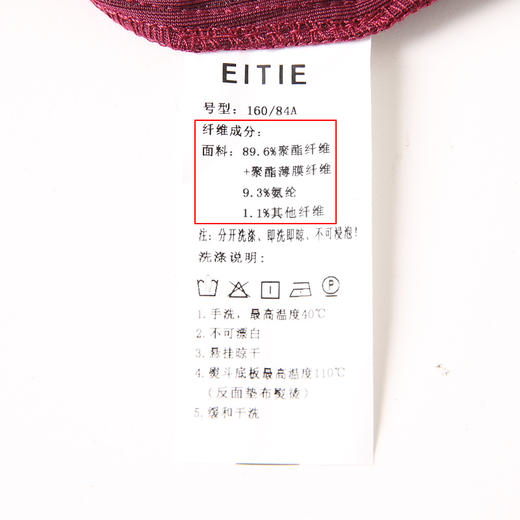 EITIE
号型: 160/84A
纤维成分:
面料: 89.6%聚酯纤维
+聚酯薄膜纤维
9.3%氨纶
1.1%其他纤维
注: 分开洗涤、即洗即晾、不可浸泡!
洗涤说明:
P
1.手洗,最高温度40℃
2.不可漂白
3.悬挂晾干
4.熨斗底板最高温度110℃
(反面垫布熨烫)
5.缓和干洗